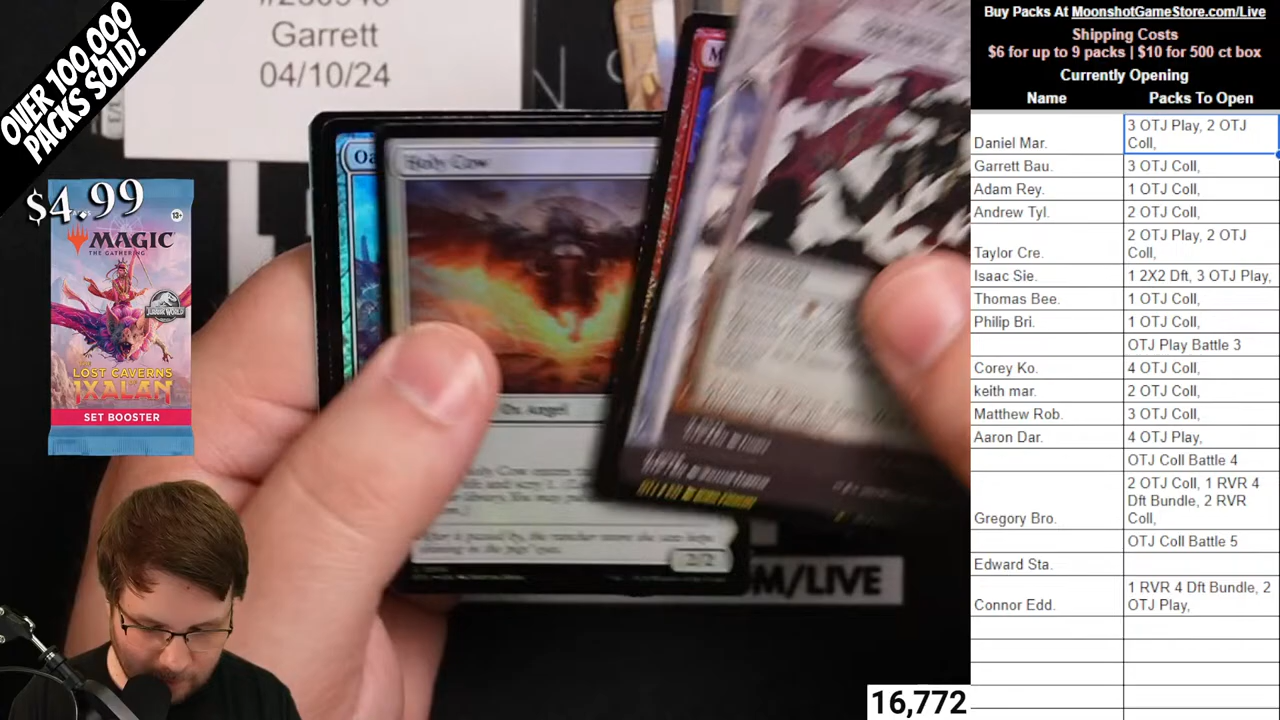 OVER 100,000
PACKS SOLD!
Garrett
04/10/24
$4.99
13+
MAGIC
THE GATHERING
JURASSIC WORLD
THE
LOST CAVERNS
OF
IXALAN
SET BOOSTER
Holy Cow
Ox Angel
2/2
M/LIVE
16,772
Buy Packs At MoonshotGameStore.com/Live
Shipping Costs
$6 for up to 9 packs | $10 for 500 ct box
Currently Opening
Name Packs To Open
Daniel Mar. 3 OTJ Play, 2 OTJ
Coll,
Garrett Bau. 3 OTJ Coll,
Adam Rey. 1 OTJ Coll,
Andrew Tyl. 2 OTJ Coll,
Taylor Cre. 2 OTJ Play, 2 OTJ
Coll,
Isaac Sie. 1 2X2 Dft, 3 OTJ Play,
Thomas Bee. 1 OTJ Coll,
Philip Bri. 1 OTJ Coll,
OTJ Play Battle 3
Corey Ko. 4 OTJ Coll,
keith mar. 2 OTJ Coll,
Matthew Rob. 3 OTJ Coll,
Aaron Dar. 4 OTJ Play,
OTJ Coll Battle 4
Gregory Bro. 2 OTJ Coll, 1 RVR 4
Dft Bundle, 2 RVR
Coll,
OTJ Coll Battle 5
Edward Sta.
Connor Edd. 1 RVR 4 Dft Bundle, 2
OTJ Play,